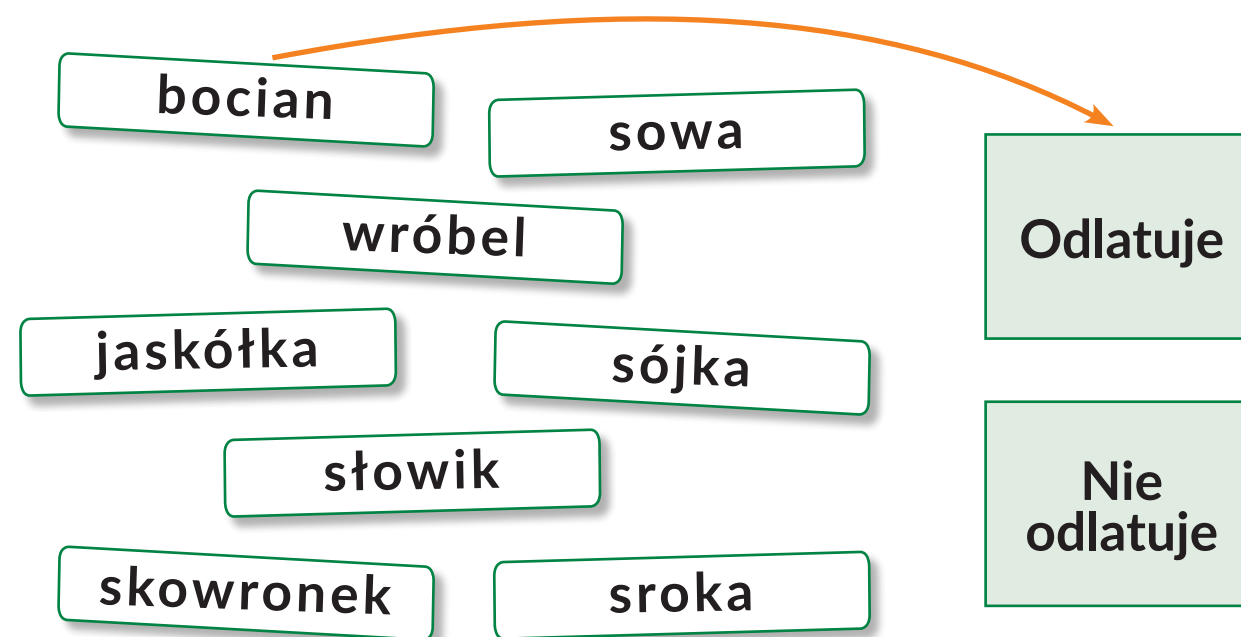 bocian
sowa
wróbel
jaskółka
sójka
słowik
skowronek
sroka
Odlatuje
Nie
odlatuje